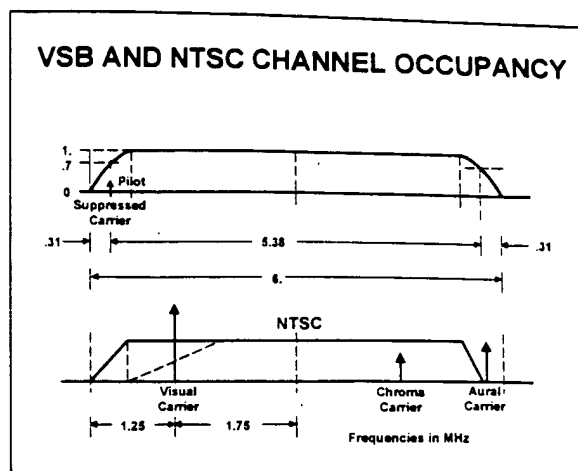 VSB AND NTSC CHANNEL OCCUPANCY
1.
.7
0
Pilot
Suppressed
Carrier
.31
5.38
.31
6.
NTSC
Visual
Carrier
Chroma
Carrier
Aural
Carrier
1.25
1.75
Frequencies in MHz